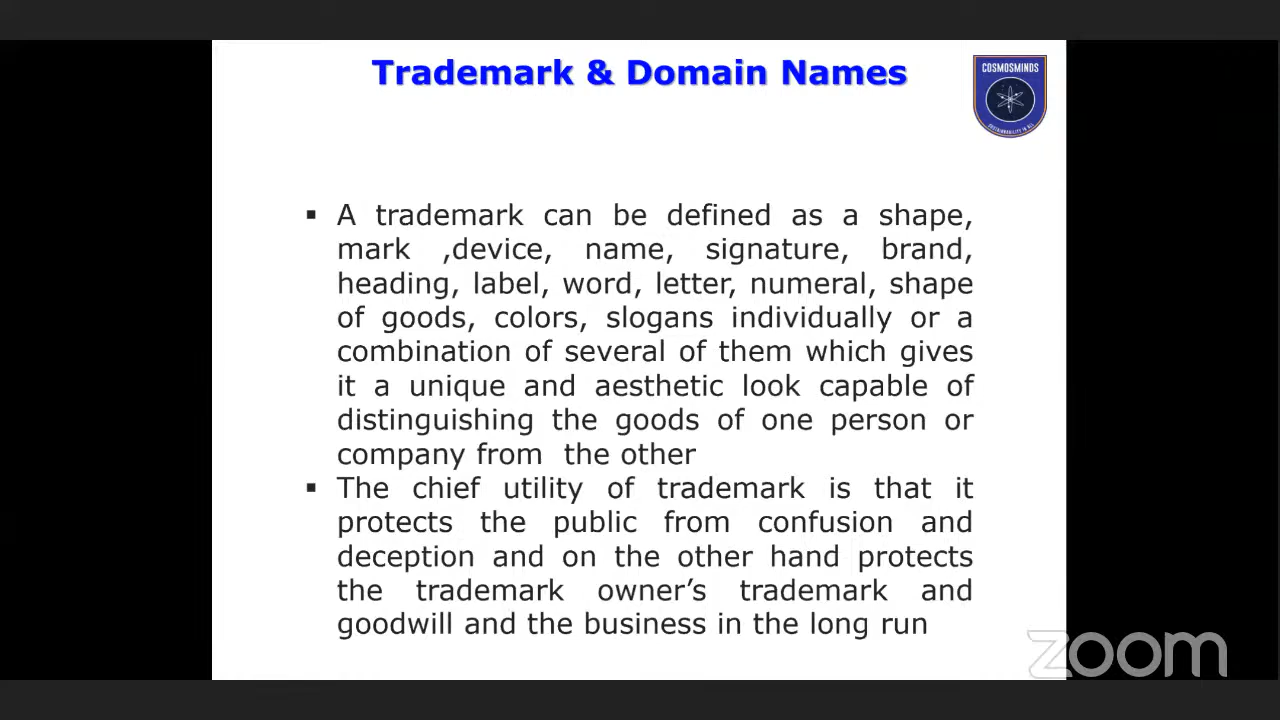 Trademark & Domain Names
COSMOSMINDS
▪ A trademark can be defined as a shape,
mark ,device, name, signature, brand,
heading, label, word, letter, numeral, shape
of goods, colors, slogans individually or a
combination of several of them which gives
it a unique and aesthetic look capable of
distinguishing the goods of one person or
company from the other
▪ The chief utility of trademark is that it
protects the public from confusion and
deception and on the other hand protects
the trademark owner’s trademark and
goodwill and the business in the long run
zoom